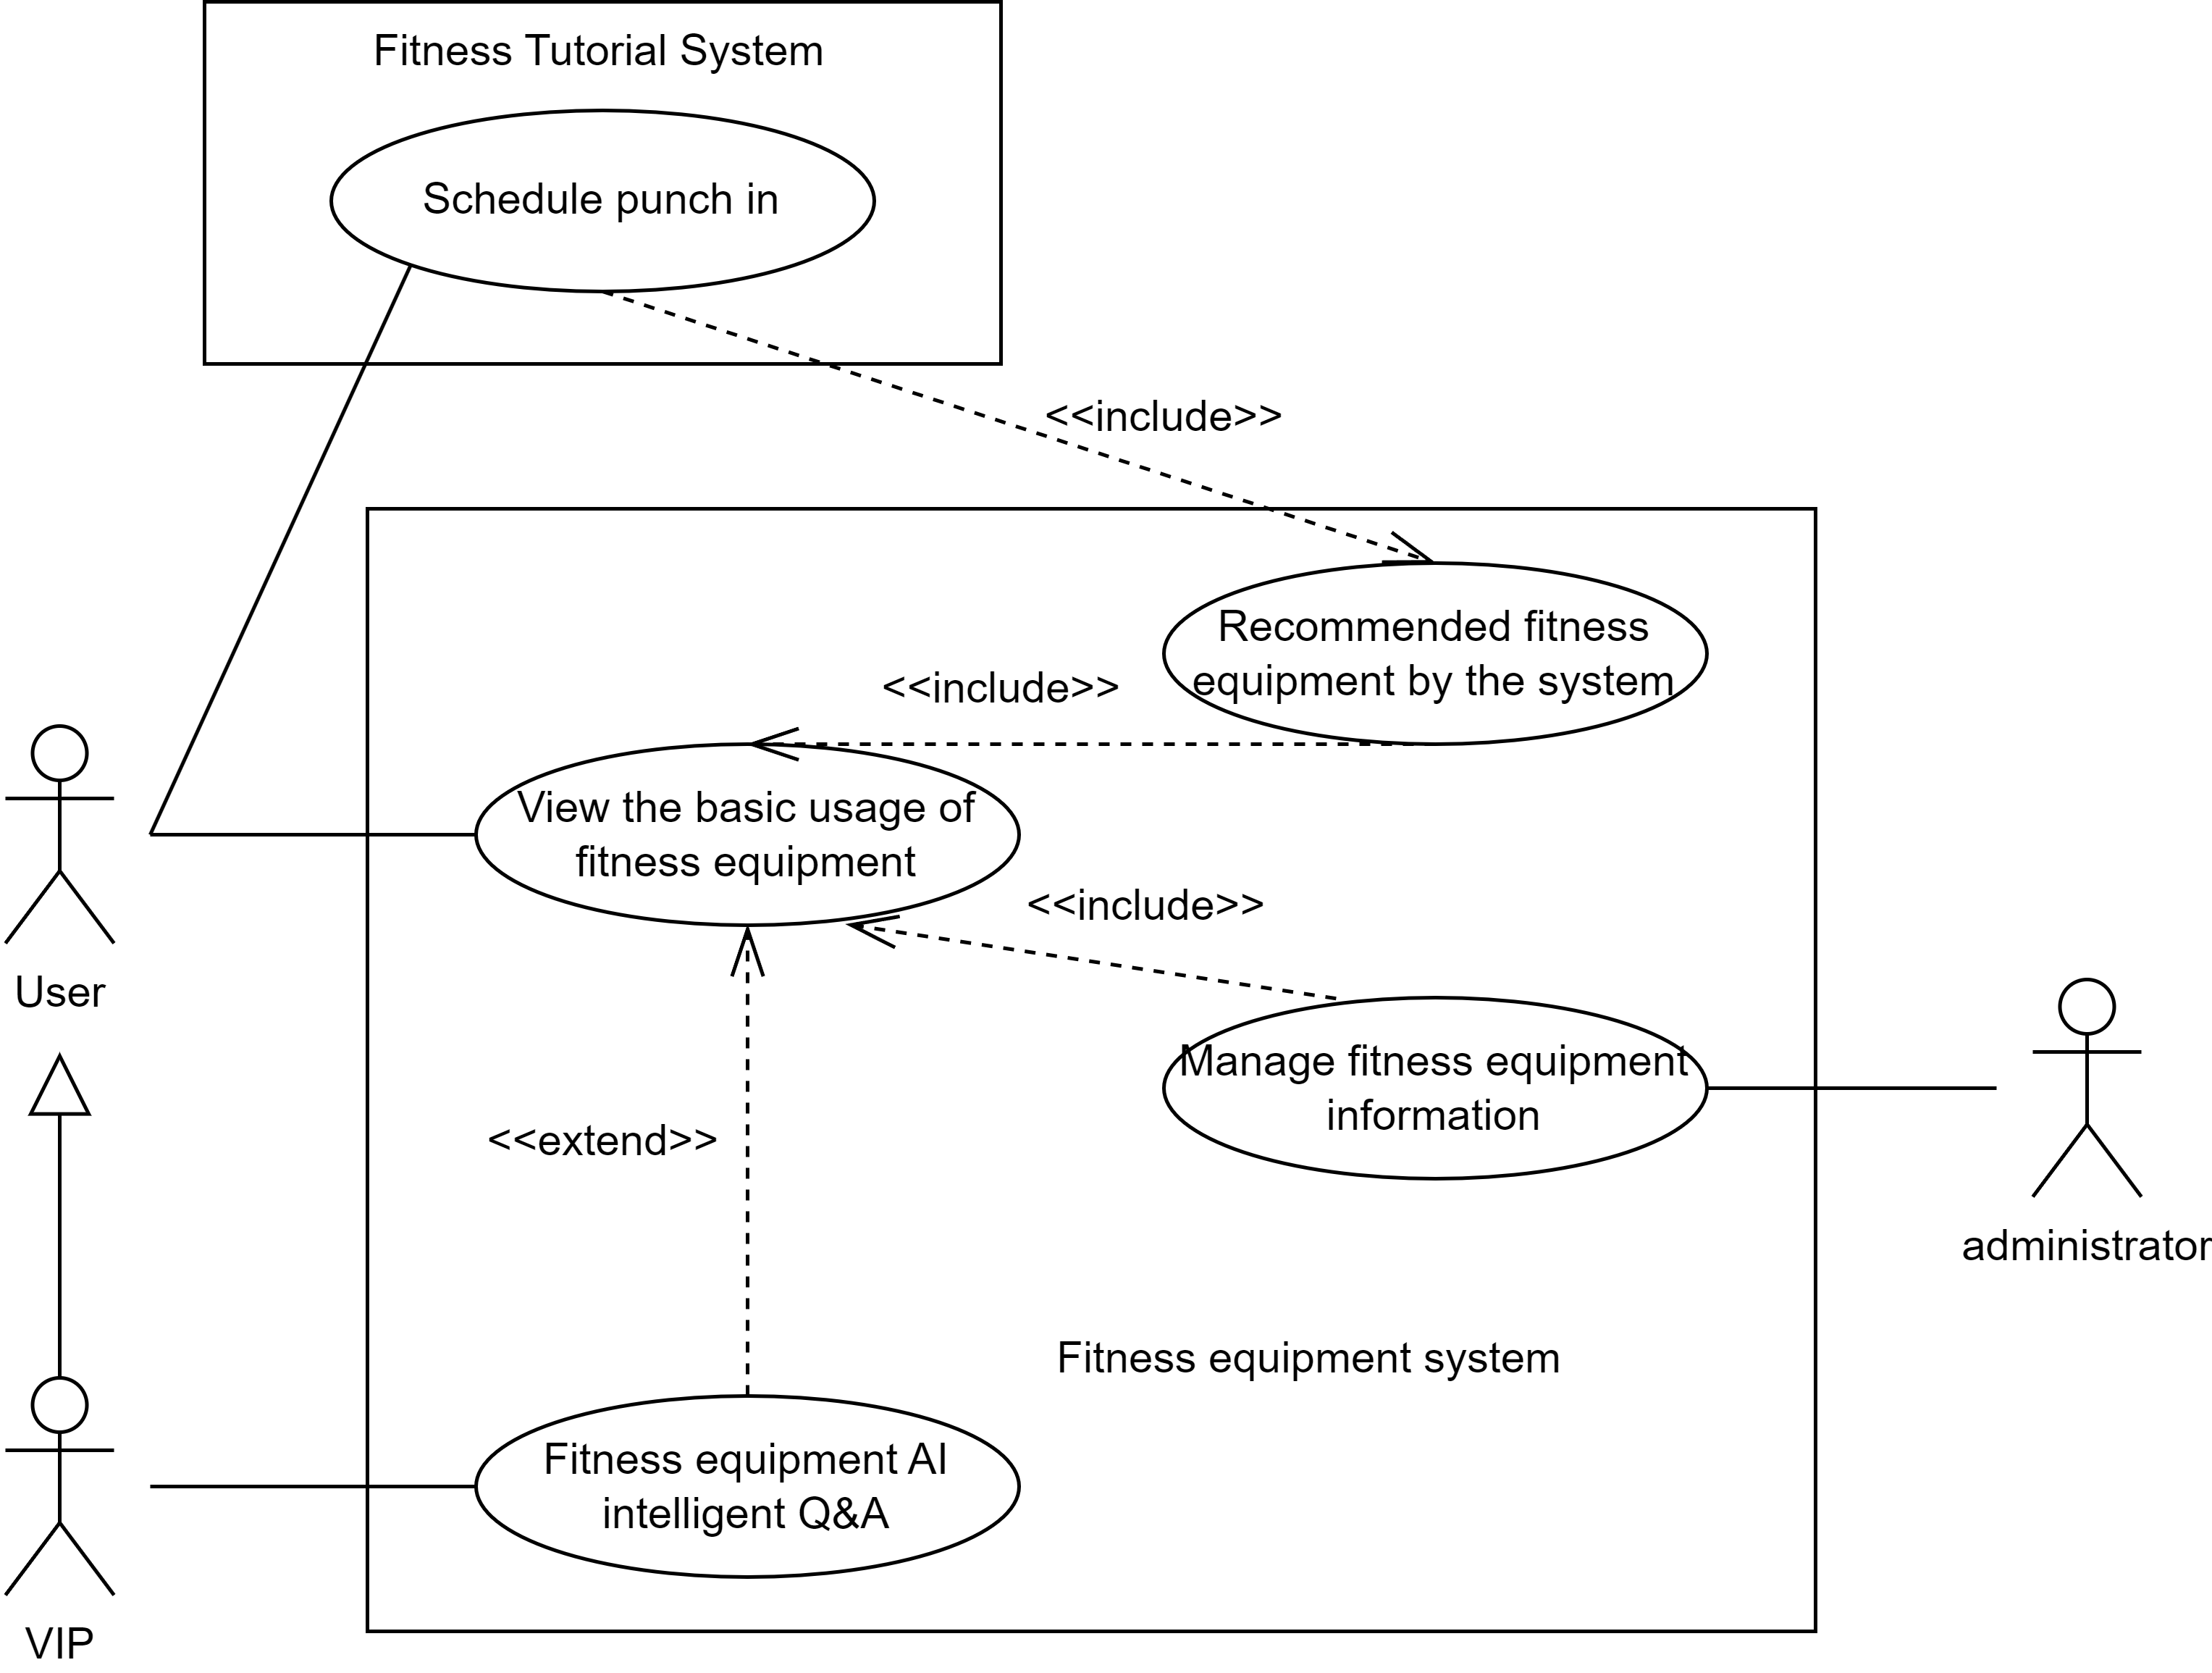 Fitness Tutorial System
Schedule punch in
<<include>>
Recommended fitness
equipment by the system
<<include>>
View the basic usage of
fitness equipment
<<include>>
User
Manage fitness equipment
information
<<extend>>
administrator
Fitness equipment system
Fitness equipment AI
intelligent Q&A
VIP